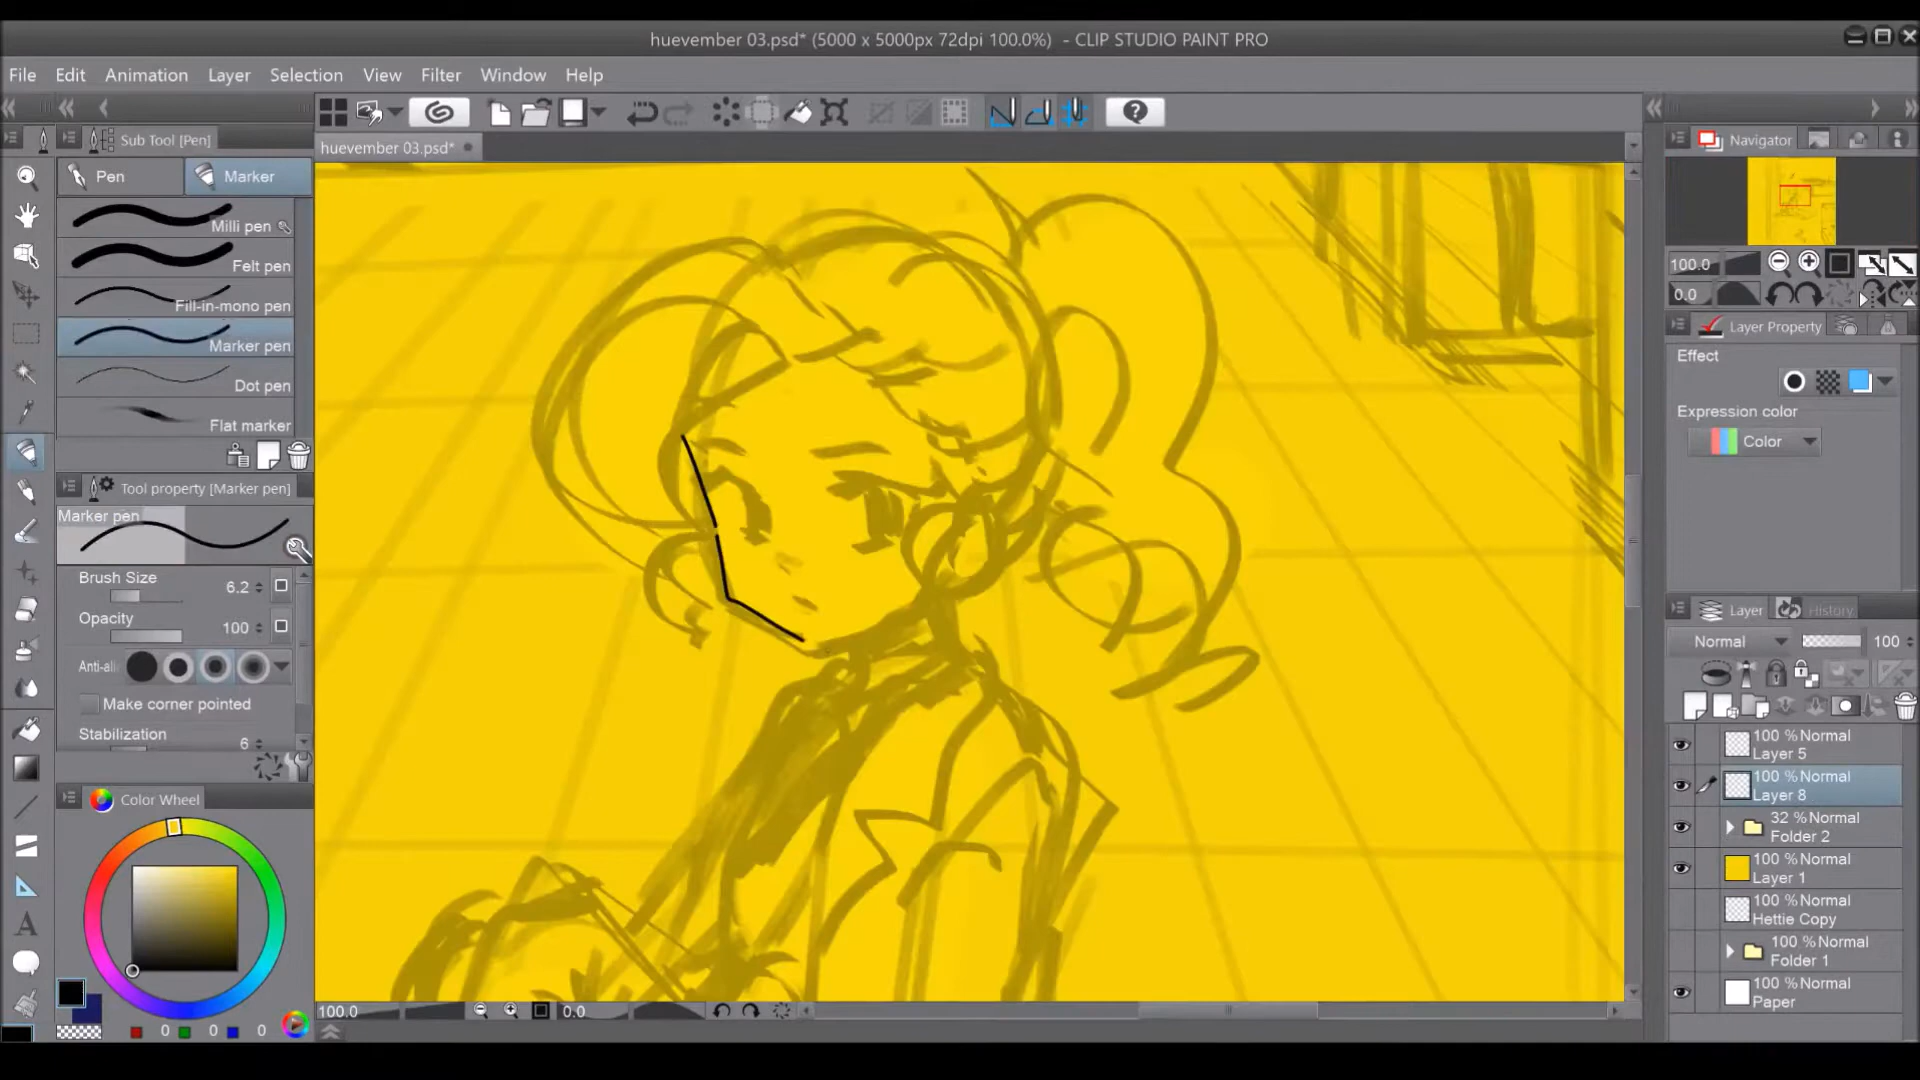 huevember 03.psd* (5000 x 5000px 72dpi 100.0%) - CLIP STUDIO PAINT PRO
File Edit Animation Layer Selection View Filter Window Help
Sub Tool [Pen]
huevember 03.psd*
Navigator
Pen
Marker
Milli pen
Felt pen
Fill-in-mono pen
Marker pen
Dot pen
Flat marker
Tool property [Marker pen]
Marker pen
Brush Size 6.2
Opacity 100
Anti-ali
Make corner pointed
Stabilization 6
Color Wheel
0 0 0
100.0 0.0
100.0
0.0
Layer Property
Effect
Expression color
Color
Layer History
Normal 100
100 %Normal
Layer 5
100 %Normal
Layer 8
32 %Normal
Folder 2
100 %Normal
Layer 1
100 %Normal
Hettie Copy
100 %Normal
Folder 1
100 %Normal
Paper